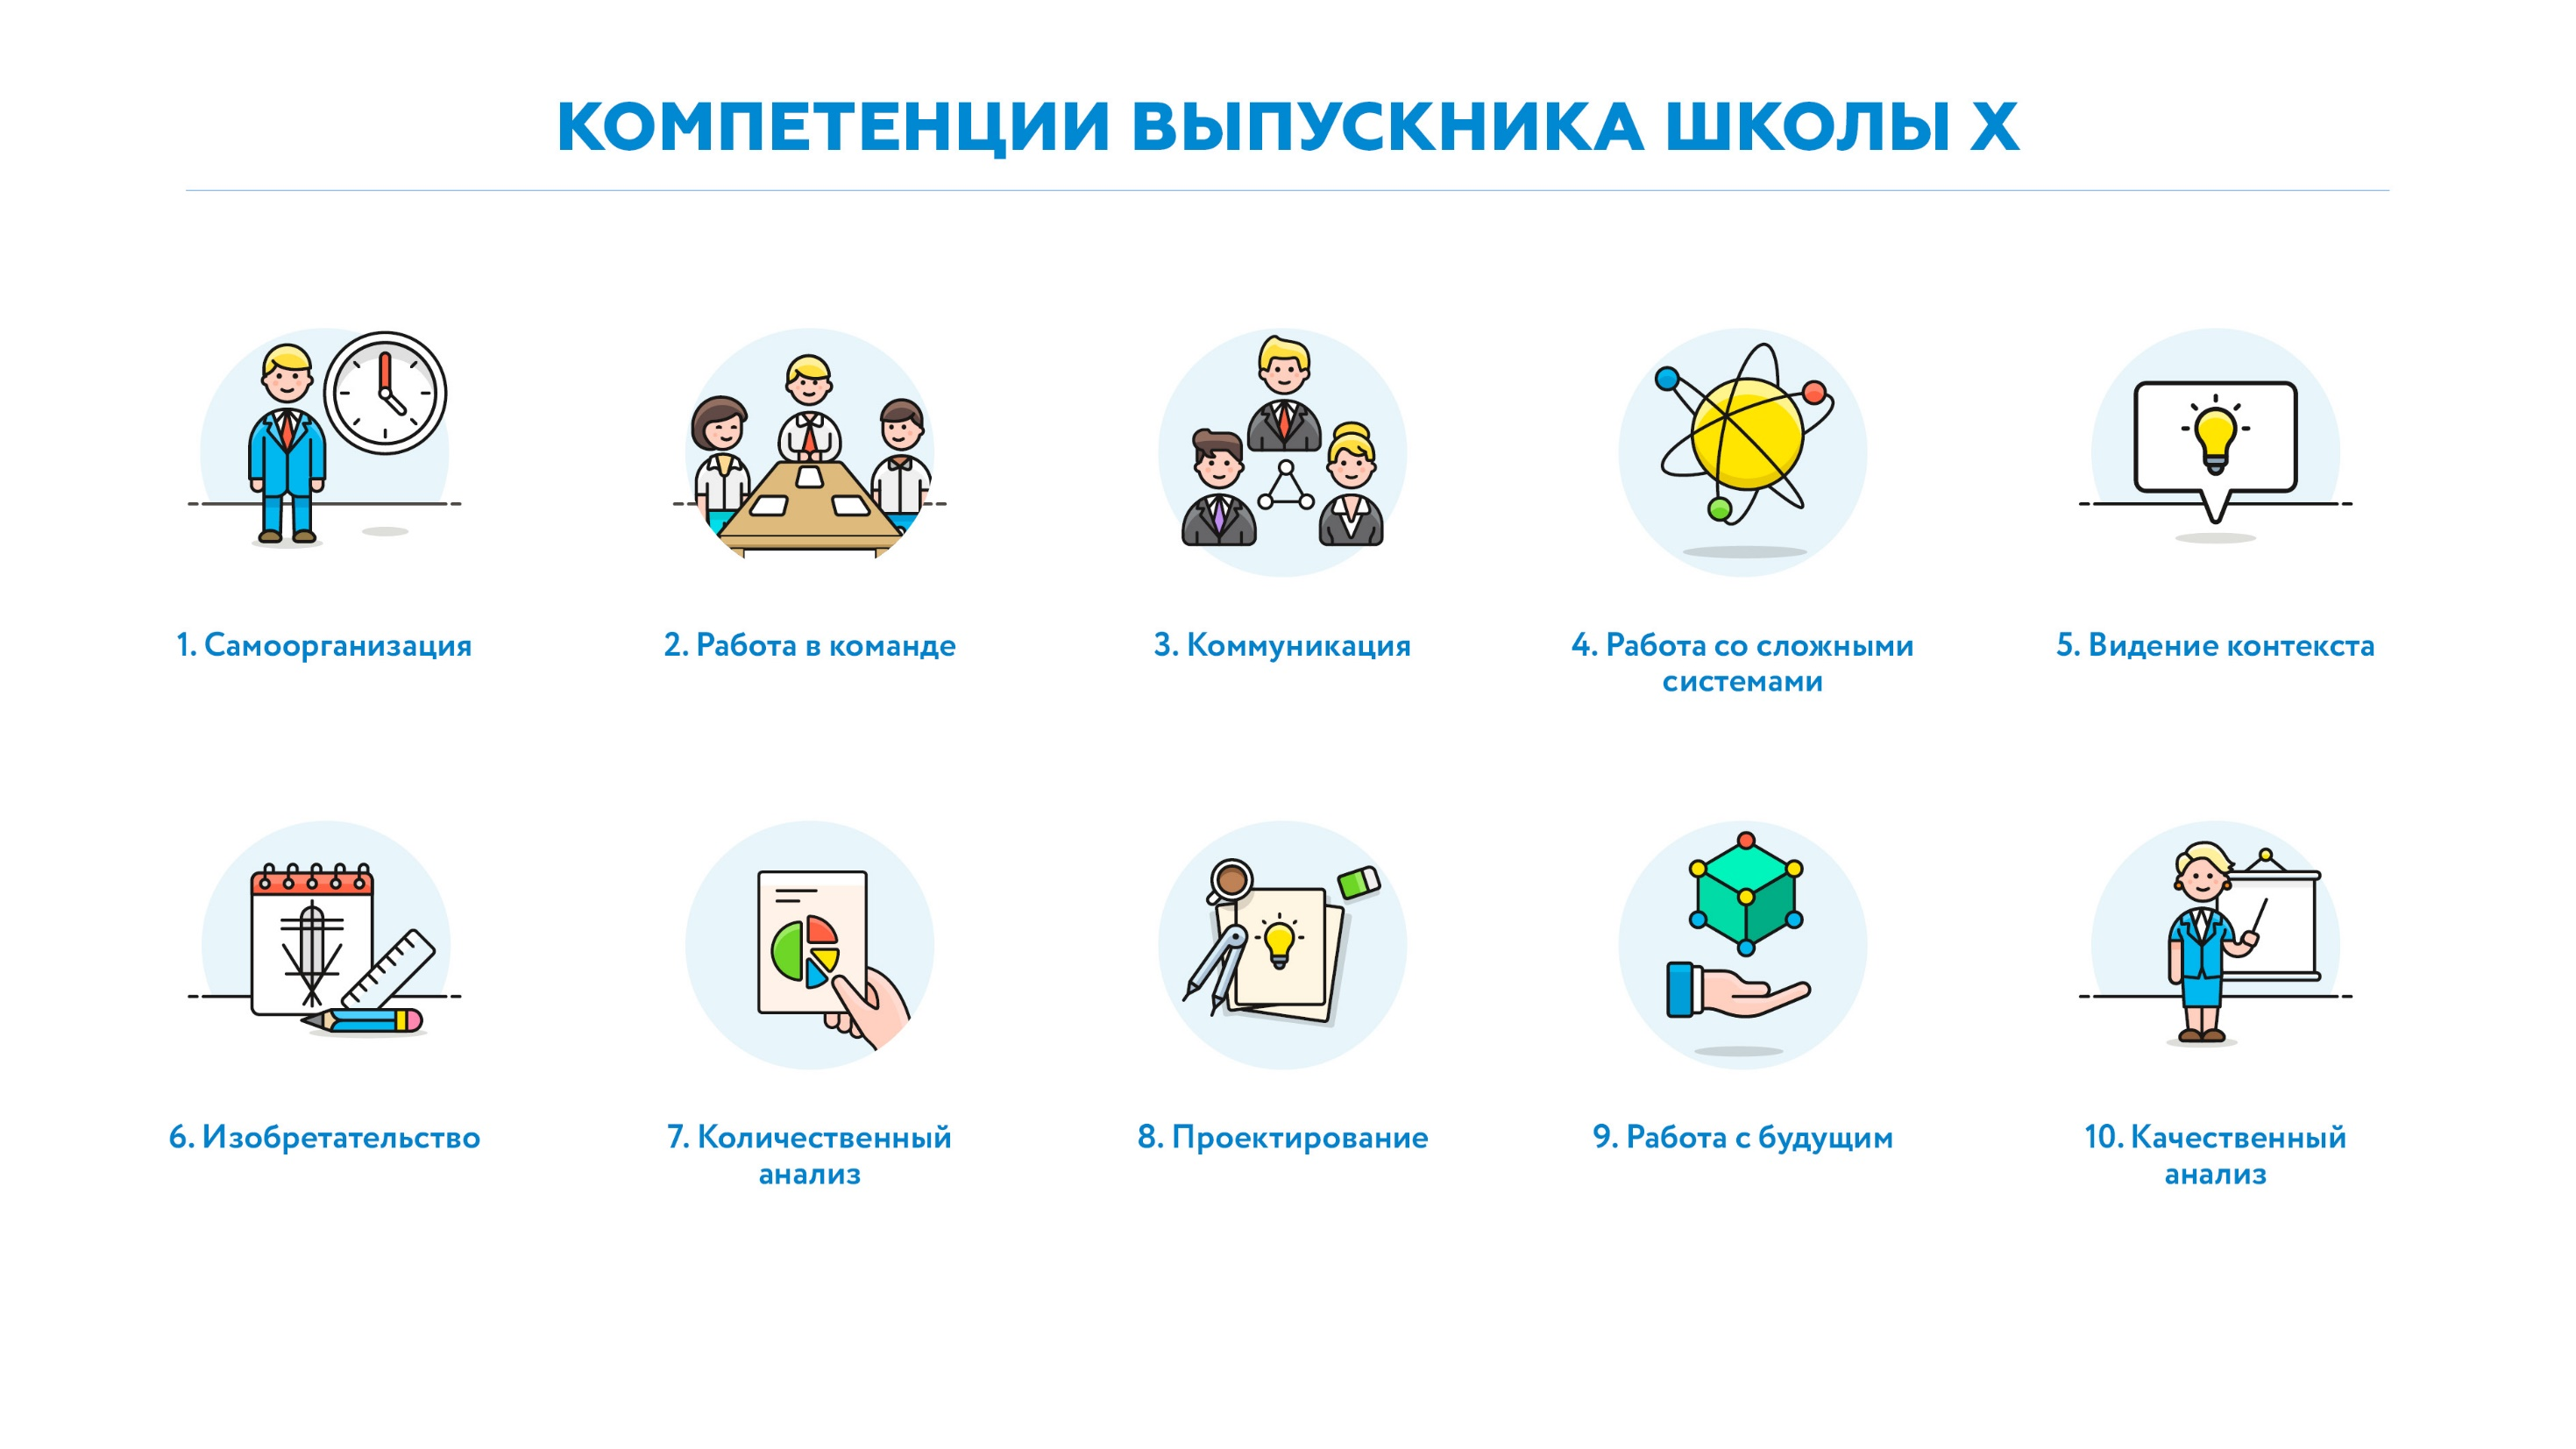 КОМПЕТЕНЦИИ ВЫПУСКНИКА ШКОЛЫ X
1. Самоорганизация
2. Работа в команде
3. Коммуникация
4. Работа со сложными
системами
5. Видение контекста
6. Изобретательство
7. Количественный
анализ
8. Проектирование
9. Работа с будущим
10. Качественный
анализ